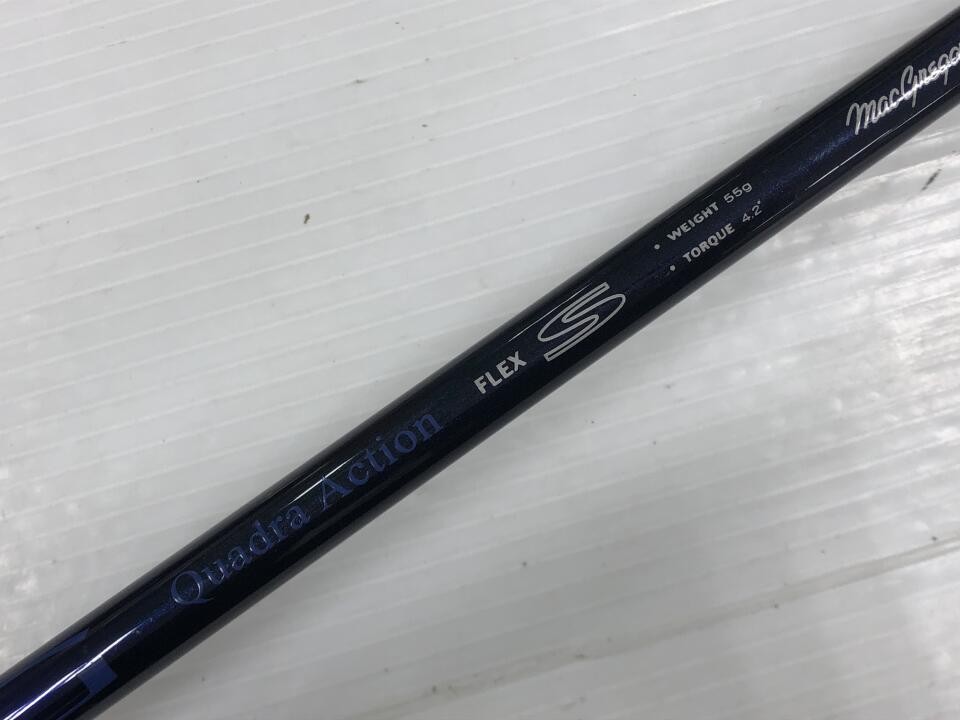 Quadra Action
FLEX S
• WEIGHT 55g
• TORQUE 4.2°
MacGregor